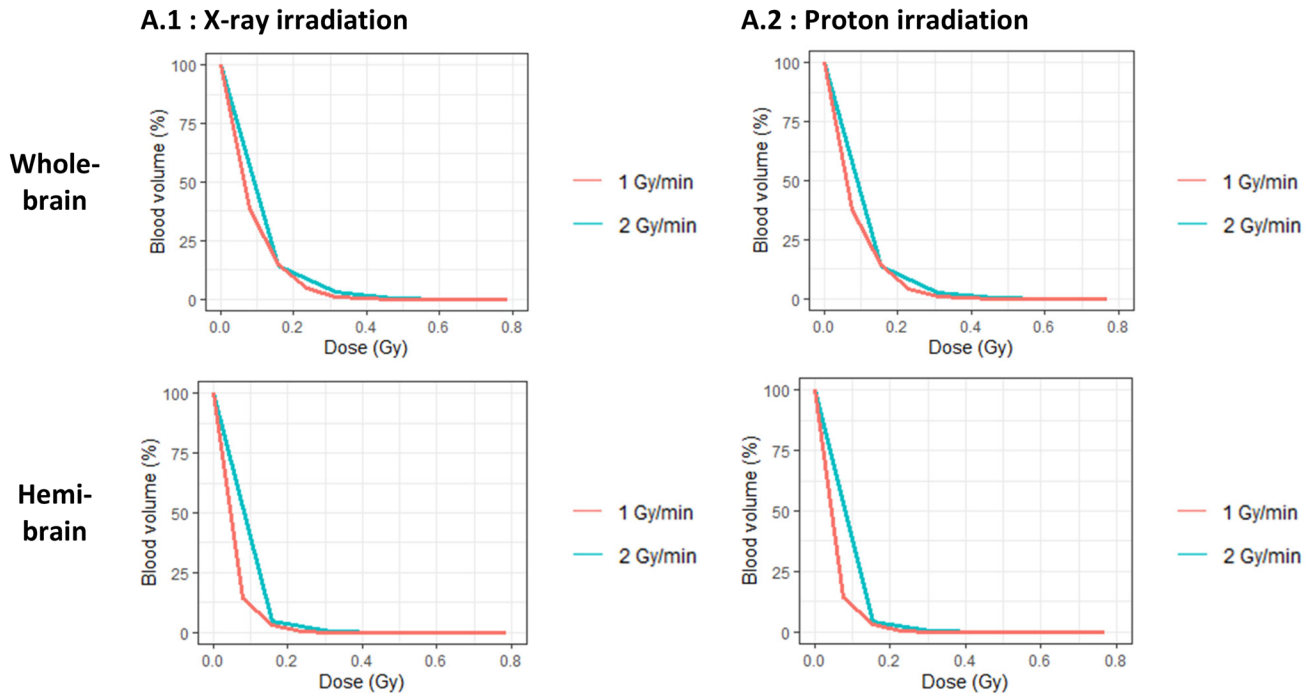 A.1 : X-ray irradiation
A.2 : Proton irradiation
Whole-
brain
Blood volume (%)
100
75
50
25
0
0.0 0.2 0.4 0.6 0.8
Dose (Gy)
1 Gy/min
2 Gy/min
Blood volume (%)
100
75
50
25
0
0.0 0.2 0.4 0.6 0.8
Dose (Gy)
1 Gy/min
2 Gy/min
Hemi-
brain
Blood volume (%)
100
75
50
25
0
0.0 0.2 0.4 0.6 0.8
Dose (Gy)
1 Gy/min
2 Gy/min
Blood volume (%)
100
75
50
25
0
0.0 0.2 0.4 0.6 0.8
Dose (Gy)
1 Gy/min
2 Gy/min